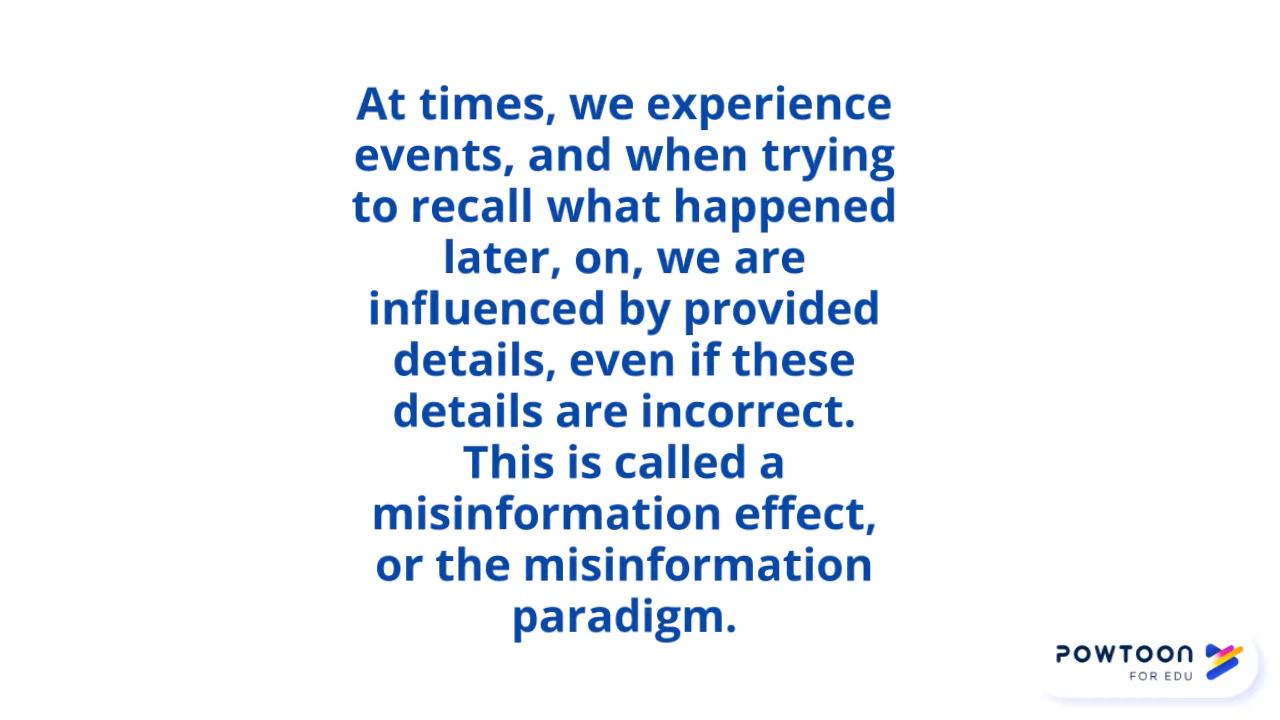 At times, we experience
events, and when trying
to recall what happened
later, on, we are
influenced by provided
details, even if these
details are incorrect.
This is called a
misinformation effect,
or the misinformation
paradigm.
POWTOON
FOR EDU